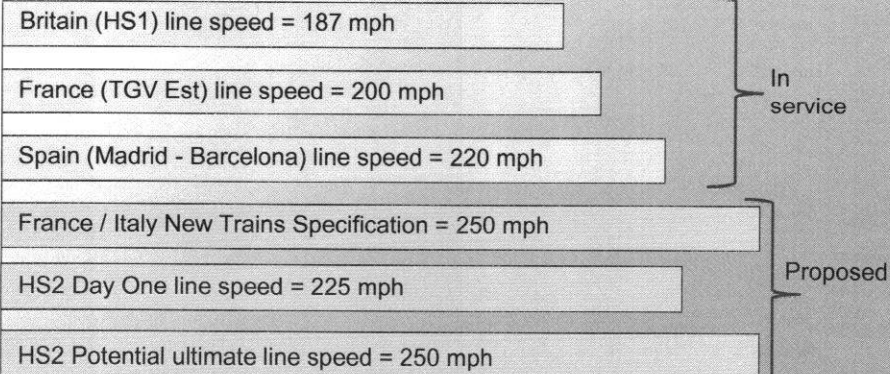 Britain (HS1) line speed = 187 mph
France (TGV Est) line speed = 200 mph
In
service
Spain (Madrid - Barcelona) line speed = 220 mph
France / Italy New Trains Specification = 250 mph
HS2 Day One line speed = 225 mph
Proposed
HS2 Potential ultimate line speed = 250 mph